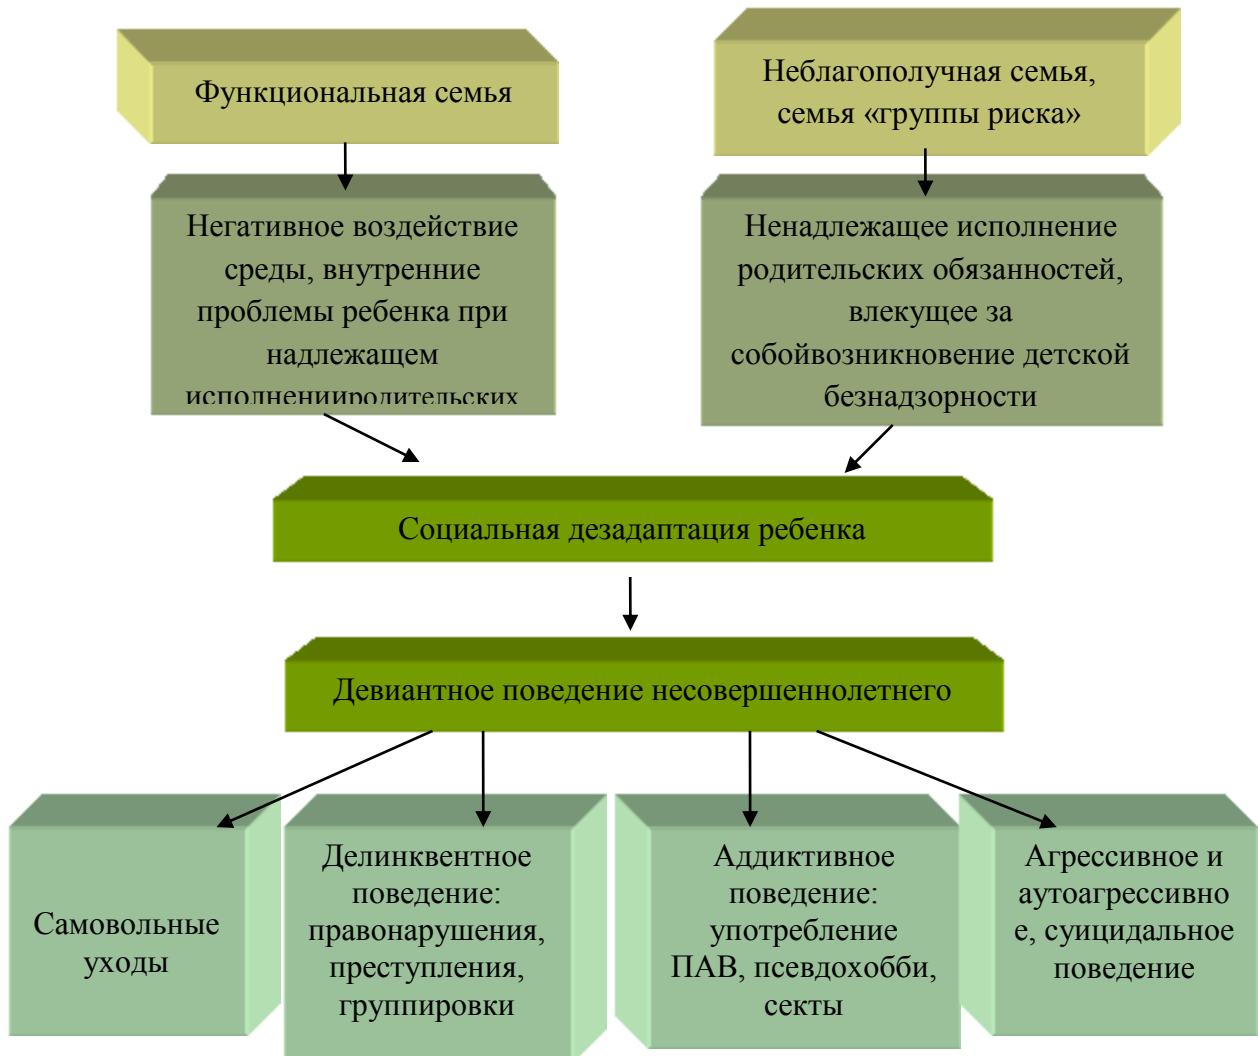 Функциональная семья
Неблагополучная семья,
семья «группы риска»
Негативное воздействие
среды, внутренние
проблемы ребенка при
надлежащем
исполненииродительских
Ненадлежащее исполнение
родительских обязанностей,
влекущее за
собойвозникновение детской
безнадзорности
Социальная дезадаптация ребенка
Девиантное поведение несовершеннолетнего
Самовольные
уходы
Делинквентное
поведение:
правонарушения,
преступления,
группировки
Аддиктивное
поведение:
употребление
ПАВ, псевдохобби,
секты
Агрессивное и
аутоагрессивно
е, суицидальное
поведение